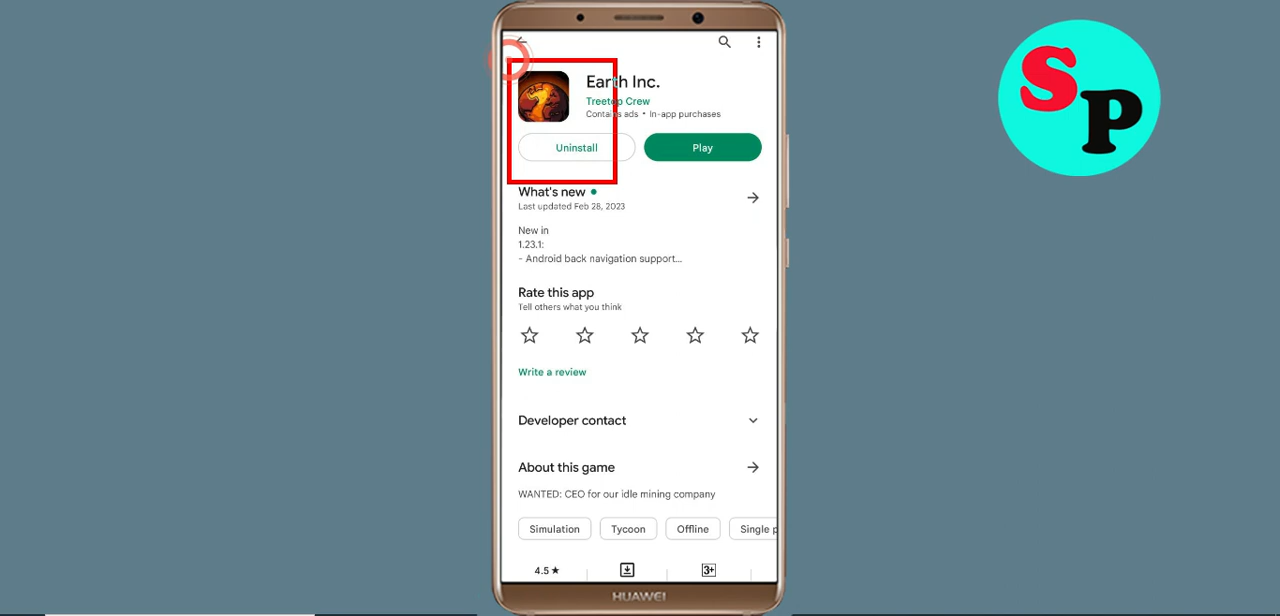 Earth Inc.
Treetop Crew
Contains ads • In-app purchases
Uninstall
Play
What's new
Last updated Feb 28, 2023
New in
1.23.1:
- Android back navigation support...
Rate this app
Tell others what you think
Write a review
Developer contact
About this game
WANTED: CEO for our idle mining company
Simulation
Tycoon
Offline
Single p
4.5★
3+
HUAWEI
SP